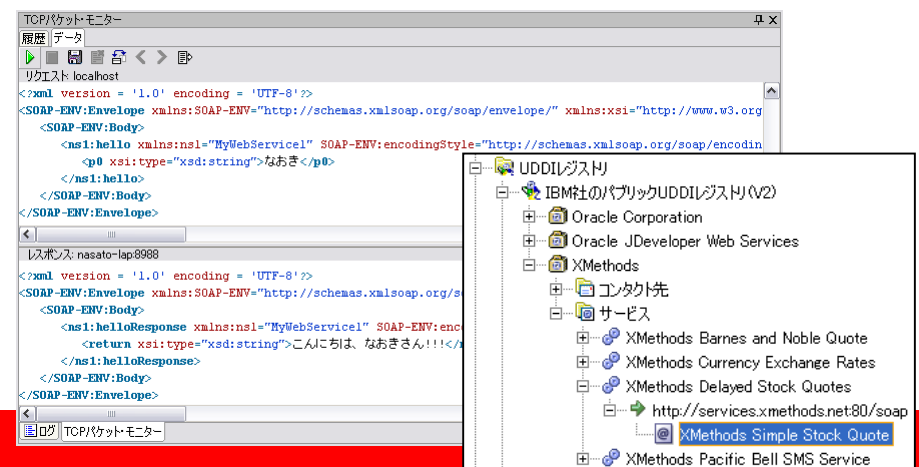 TCPパケット・モニター
履歴 データ
リクエスト: localhost
<?xml version = '1.0' encoding = 'UTF-8'?>
<SOAP-ENV:Envelope xmlns:SOAP-ENV="http://schemas.xmlsoap.org/soap/envelope/" xmlns:xsi="http://www.w3.org
<SOAP-ENV:Body>
<ns1:hello xmlns:ns1="MyWebService1" SOAP-ENV:encodingStyle="http://schemas.xmlsoap.org/soap/encodin
<p0 xsi:type="xsd:string">なおき</p0>
</ns1:hello>
</SOAP-ENV:Body>
</SOAP-ENV:Envelope>
レスポンス: nasato-lap:8988
<?xml version = '1.0' encoding = 'UTF-8'?>
<SOAP-ENV:Envelope xmlns:SOAP-ENV="http://schemas.xmlsoap.org/s
<SOAP-ENV:Body>
<ns1:helloResponse xmlns:ns1="MyWebService1" SOAP-ENV:enc
<return xsi:type="xsd:string">こんにちは、なおきさん!!!</
</ns1:helloResponse>
</SOAP-ENV:Body>
</SOAP-ENV:Envelope>
ログ TCPパケット・モニター
UDDIレジストリ
IBM社のパブリックUDDIレジストリ(V2)
Oracle Corporation
Oracle JDeveloper Web Services
XMethods
コンタクト先
サービス
XMethods Barnes and Noble Quote
XMethods Currency Exchange Rates
XMethods Delayed Stock Quotes
http://services.xmethods.net:80/soap
XMethods Simple Stock Quote
XMethods Pacific Bell SMS Service